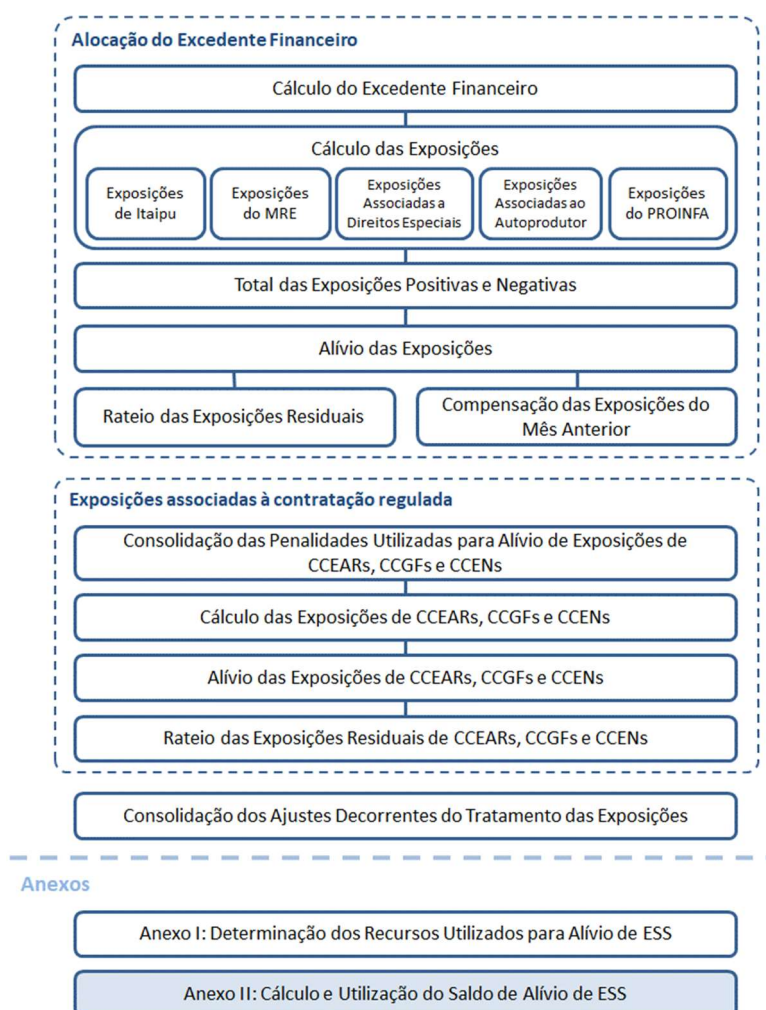 Alocação do Excedente Financeiro
Cálculo do Excedente Financeiro
Cálculo das Exposições
Exposições
de Itaipu
Exposições
do MRE
Exposições
Associadas a
Direitos Especiais
Exposições
Associadas ao
Autoprodutor
Exposições
do PROINFA
Total das Exposições Positivas e Negativas
Alívio das Exposições
Rateio das Exposições Residuais
Compensação das Exposições do
Mês Anterior
Exposições associadas à contratação regulada
Consolidação das Penalidades Utilizadas para Alívio de Exposições de
CCEARs, CCGFs e CCENs
Cálculo das Exposições de CCEARs, CCGFs e CCENs
Alívio das Exposições de CCEARs, CCGFs e CCENs
Rateio das Exposições Residuais de CCEARs, CCGFs e CCENs
Consolidação dos Ajustes Decorrentes do Tratamento das Exposições
Anexos
Anexo I: Determinação dos Recursos Utilizados para Alívio de ESS
Anexo II: Cálculo e Utilização do Saldo de Alívio de ESS